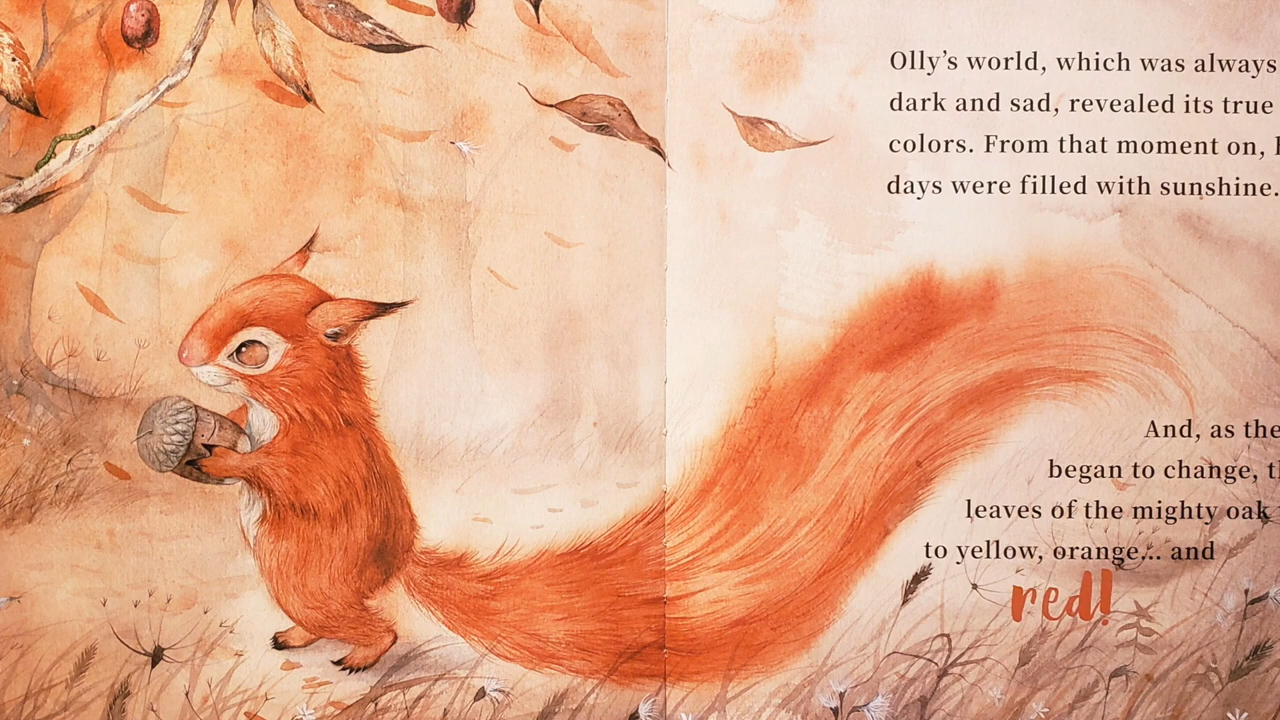 Olly’s world, which was always
dark and sad, revealed its true
colors. From that moment on,
days were filled with sunshine.
And, as the
began to change,
leaves of the mighty oak
to yellow, orange... and
red!